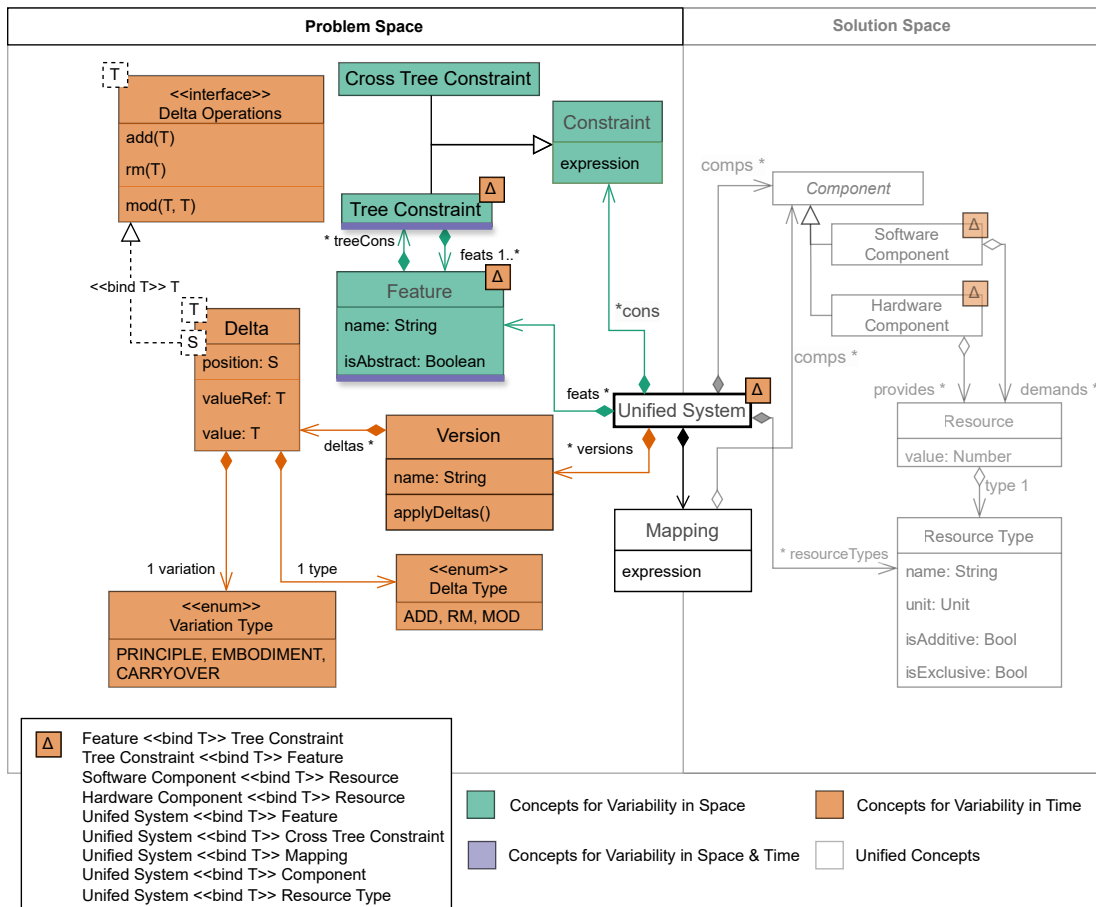 Problem Space
Solution Space
T
<<interface>>
Delta Operations
add(T)
rm(T)
mod(T, T)
Cross Tree Constraint
Constraint
expression
Δ
Tree Constraint
* treeCons
feats 1..*
Δ
Feature
name: String
isAbstract: Boolean
<<bind T>> T
T
S
Delta
position: S
valueRef: T
value: T
*cons
feats *
Δ
Unified System
deltas *
Version
name: String
applyDeltas()
* versions
Mapping
expression
1 variation
1 type
<<enum>>
Variation Type
PRINCIPLE, EMBODIMENT,
CARRYOVER
<<enum>>
Delta Type
ADD, RM, MOD
comps *
Component
Δ
Software
Component
Δ
Hardware
Component
comps *
provides *
demands *
Resource
value: Number
type 1
* resourceTypes
Resource Type
name: String
unit: Unit
isAdditive: Bool
isExclusive: Bool
Δ
Feature <<bind T>> Tree Constraint
Tree Constraint <<bind T>> Feature
Software Component <<bind T>> Resource
Hardware Component <<bind T>> Resource
Unifed System <<bind T>> Feature
Unified System <<bind T>> Cross Tree Constraint
Unified System <<bind T>> Mapping
Unifed System <<bind T>> Component
Unifed System <<bind T>> Resource Type
Concepts for Variability in Space
Concepts for Variability in Time
Concepts for Variability in Space & Time
Unified Concepts